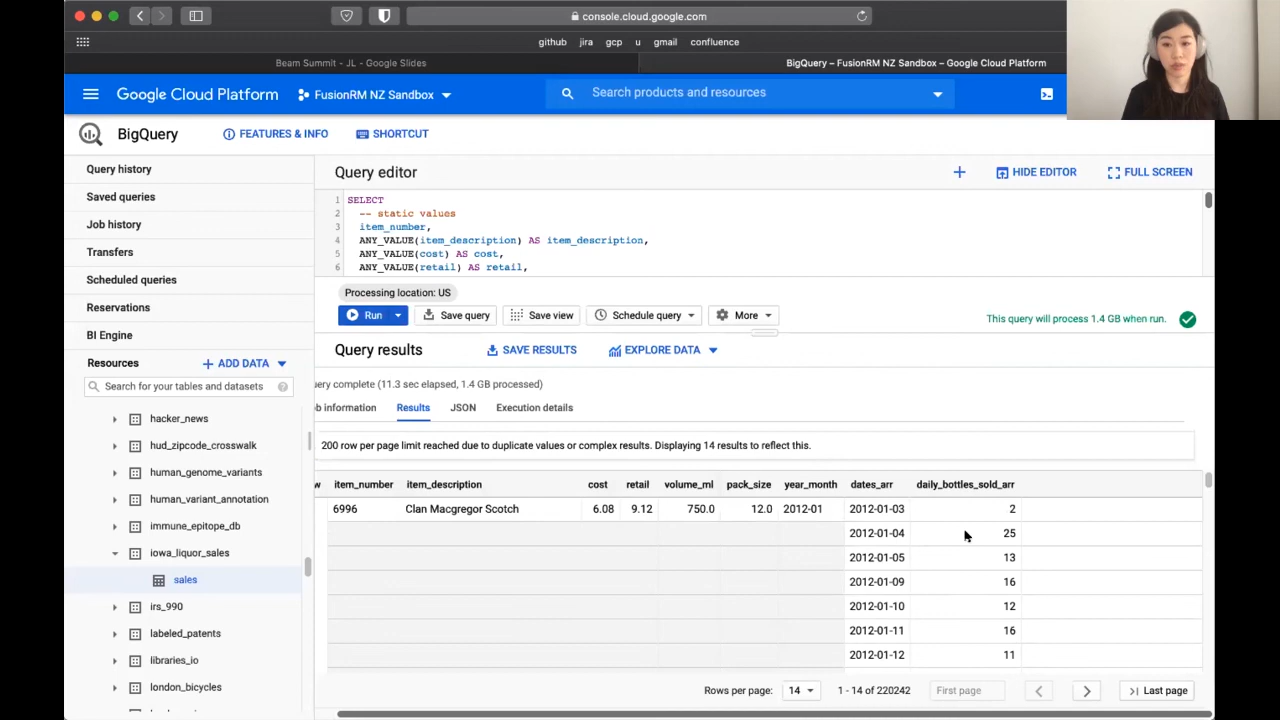 console.cloud.google.com
github jira gcp u gmail confluence
Beam Summit - JL - Google Slides
BigQuery – FusionRM NZ Sandbox – Google Cloud Platform
Google Cloud Platform
FusionRM NZ Sandbox
Search products and resources
BigQuery
FEATURES & INFO
SHORTCUT
Query history
Saved queries
Job history
Transfers
Scheduled queries
Reservations
BI Engine
Resources
ADD DATA
Search for your tables and datasets
hacker_news
hud_zipcode_crosswalk
human_genome_variants
human_variant_annotation
immune_epitope_db
iowa_liquor_sales
sales
irs_990
labeled_patents
libraries_io
london_bicycles
Query editor
HIDE EDITOR
FULL SCREEN
1 SELECT
2 -- static values
3 item_number,
4 ANY_VALUE(item_description) AS item_description,
5 ANY_VALUE(cost) AS cost,
6 ANY_VALUE(retail) AS retail,
Processing location: US
Run
Save query
Save view
Schedule query
More
This query will process 1.4 GB when run.
Query results
SAVE RESULTS
EXPLORE DATA
uery complete (11.3 sec elapsed, 1.4 GB processed)
b information Results JSON Execution details
200 row per page limit reached due to duplicate values or complex results. Displaying 14 results to reflect this.
w item_number item_description cost retail volume_ml pack_size year_month dates_arr daily_bottles_sold_arr
6996 Clan Macgregor Scotch 6.08 9.12 750.0 12.0 2012-01 2012-01-03 2
2012-01-04 25
2012-01-05 13
2012-01-09 16
2012-01-10 12
2012-01-11 16
2012-01-12 11
Rows per page: 14 1 - 14 of 220242 First page Last page